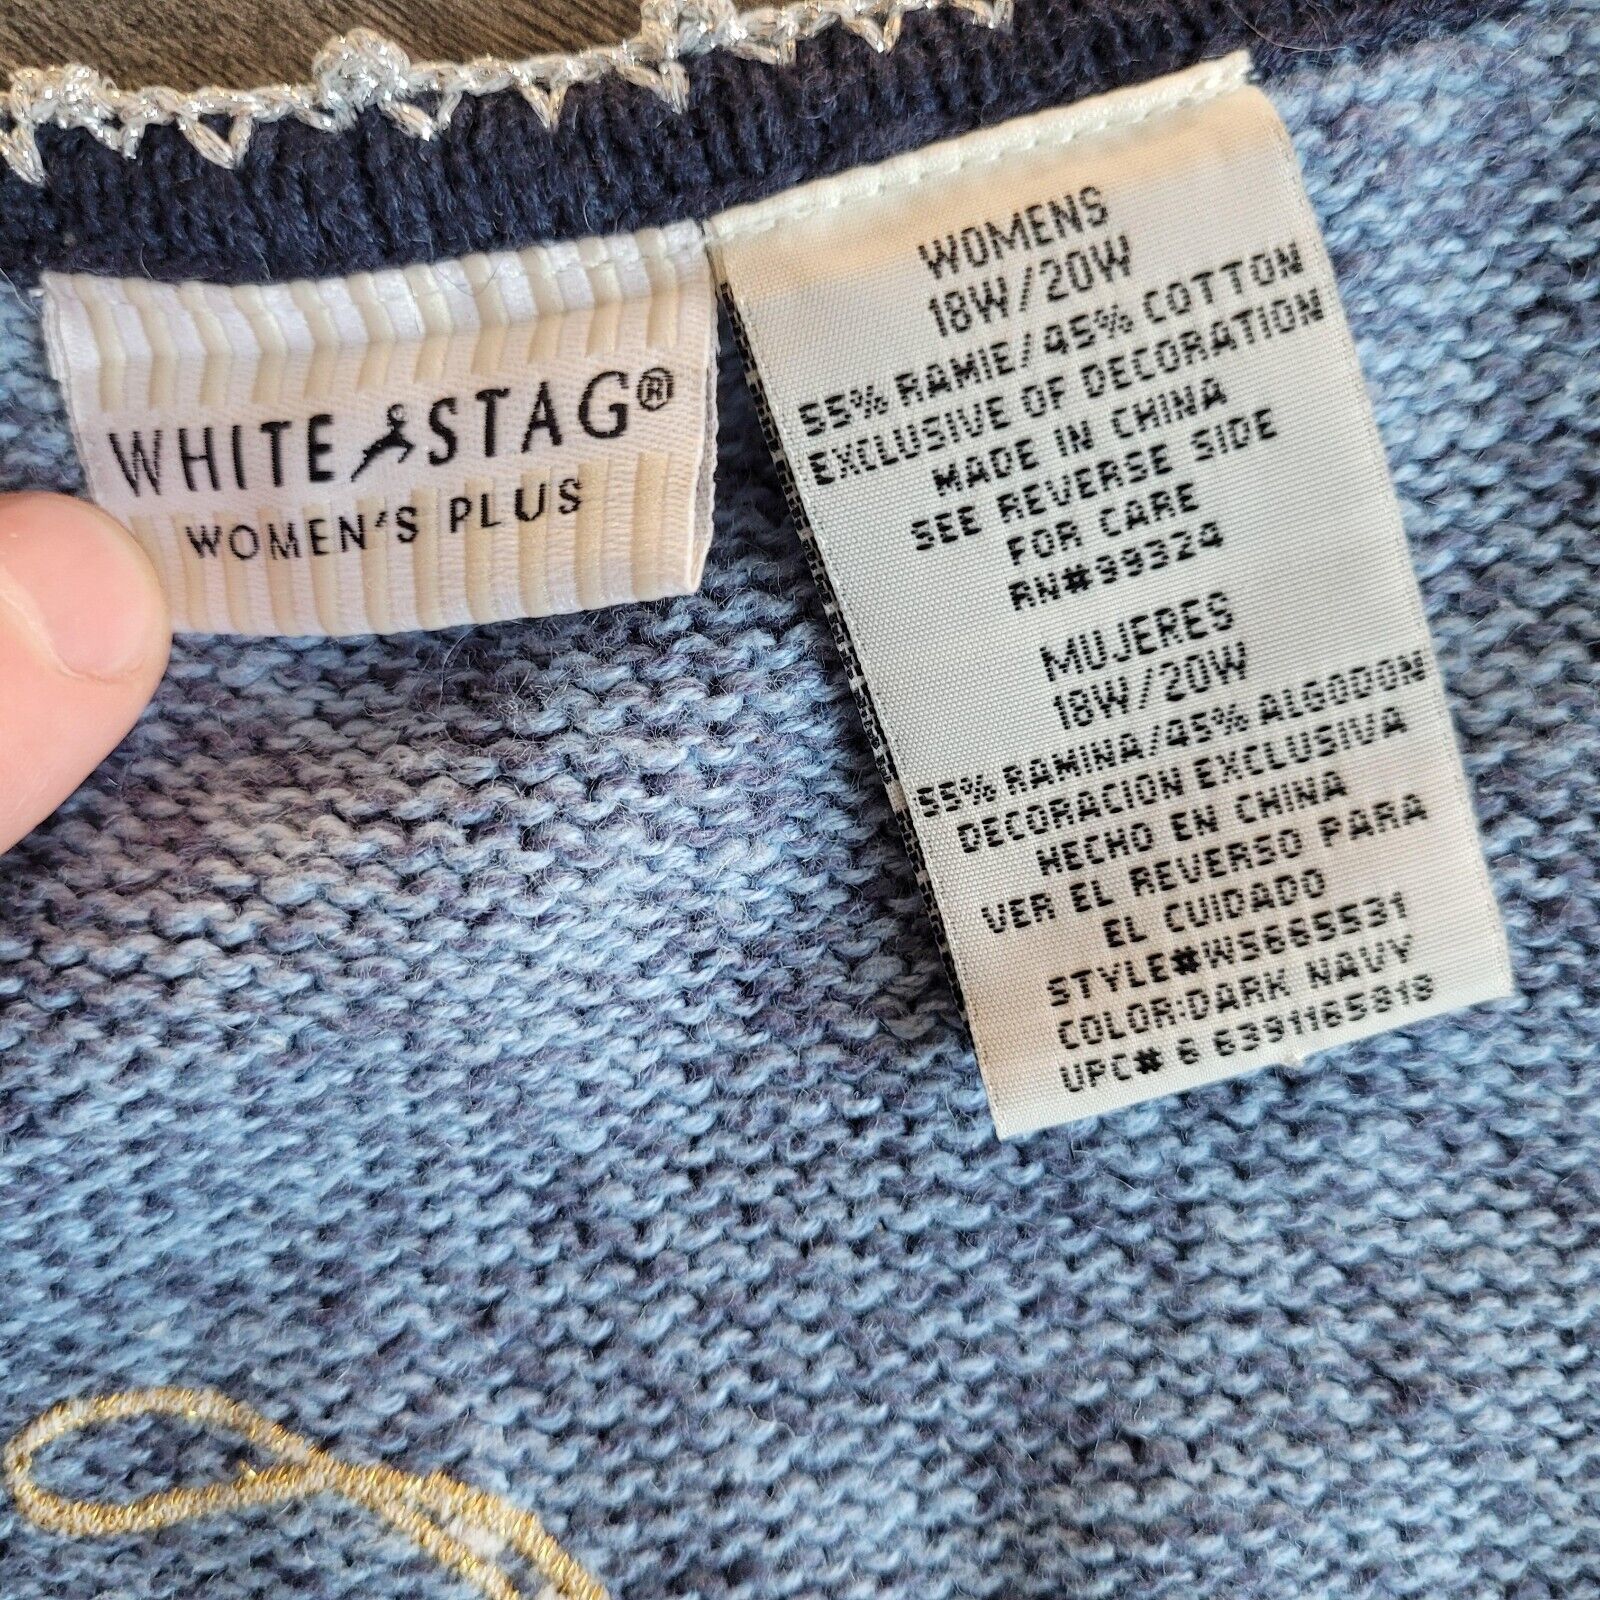 WHITE STAG®
WOMEN'S PLUS
WOMENS
18W/20W
55% RAMIE/45% COTTON
EXCLUSIVE OF DECORATION
MADE IN CHINA
SEE REVERSE SIDE
FOR CARE
RN#99324
MUJERES
18W/20W
55% RAMINA/45% ALGODON
DECORACION EXCLUSIVA
HECHO EN CHINA
VER EL REVERSO PARA
EL CUIDADO
STYLE#WS665531
COLOR:DARK NAVY
UPC# 6 6391165818